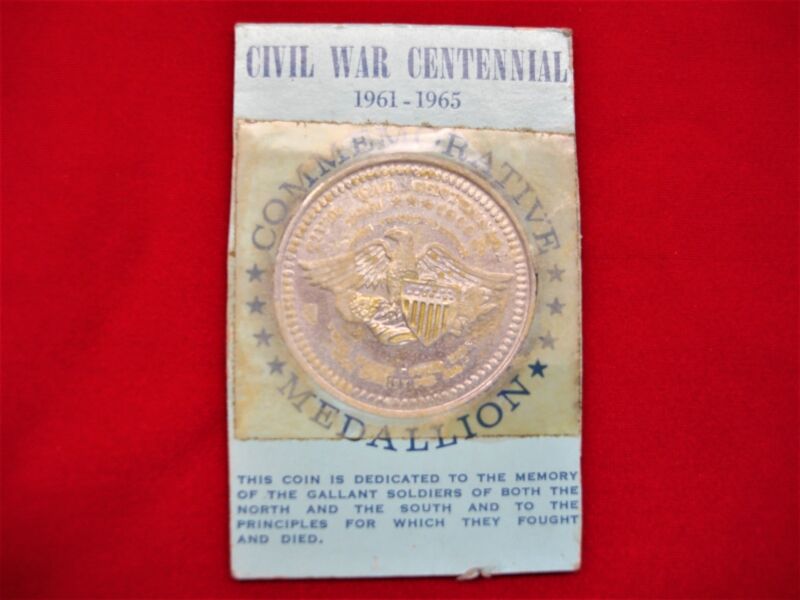 CIVIL WAR CENTENNIAL
1961 - 1965
COMMEMORATIVE
MEDALLION
THIS COIN IS DEDICATED TO THE MEMORY
OF THE GALLANT SOLDIERS OF BOTH THE
NORTH AND THE SOUTH AND TO THE
PRINCIPLES FOR WHICH THEY FOUGHT
AND DIED.